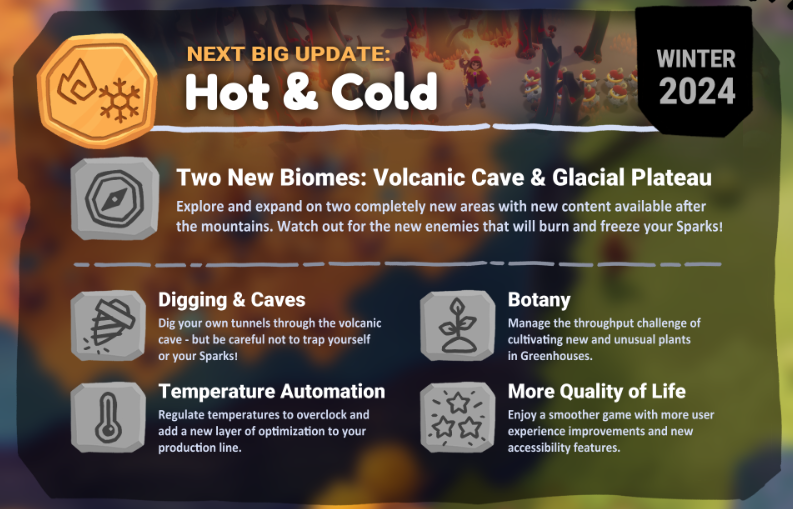 NEXT BIG UPDATE:
Hot & Cold
WINTER
2024
Two New Biomes: Volcanic Cave & Glacial Plateau
Explore and expand on two completely new areas with new content available after
the mountains. Watch out for the new enemies that will burn and freeze your Sparks!
Digging & Caves
Dig your own tunnels through the volcanic
cave - but be careful not to trap yourself
or your Sparks!
Botany
Manage the throughput challenge of
cultivating new and unusual plants
in Greenhouses.
Temperature Automation
Regulate temperatures to overclock and
add a new layer of optimization to your
production line.
More Quality of Life
Enjoy a smoother game with more user
experience improvements and new
accessibility features.